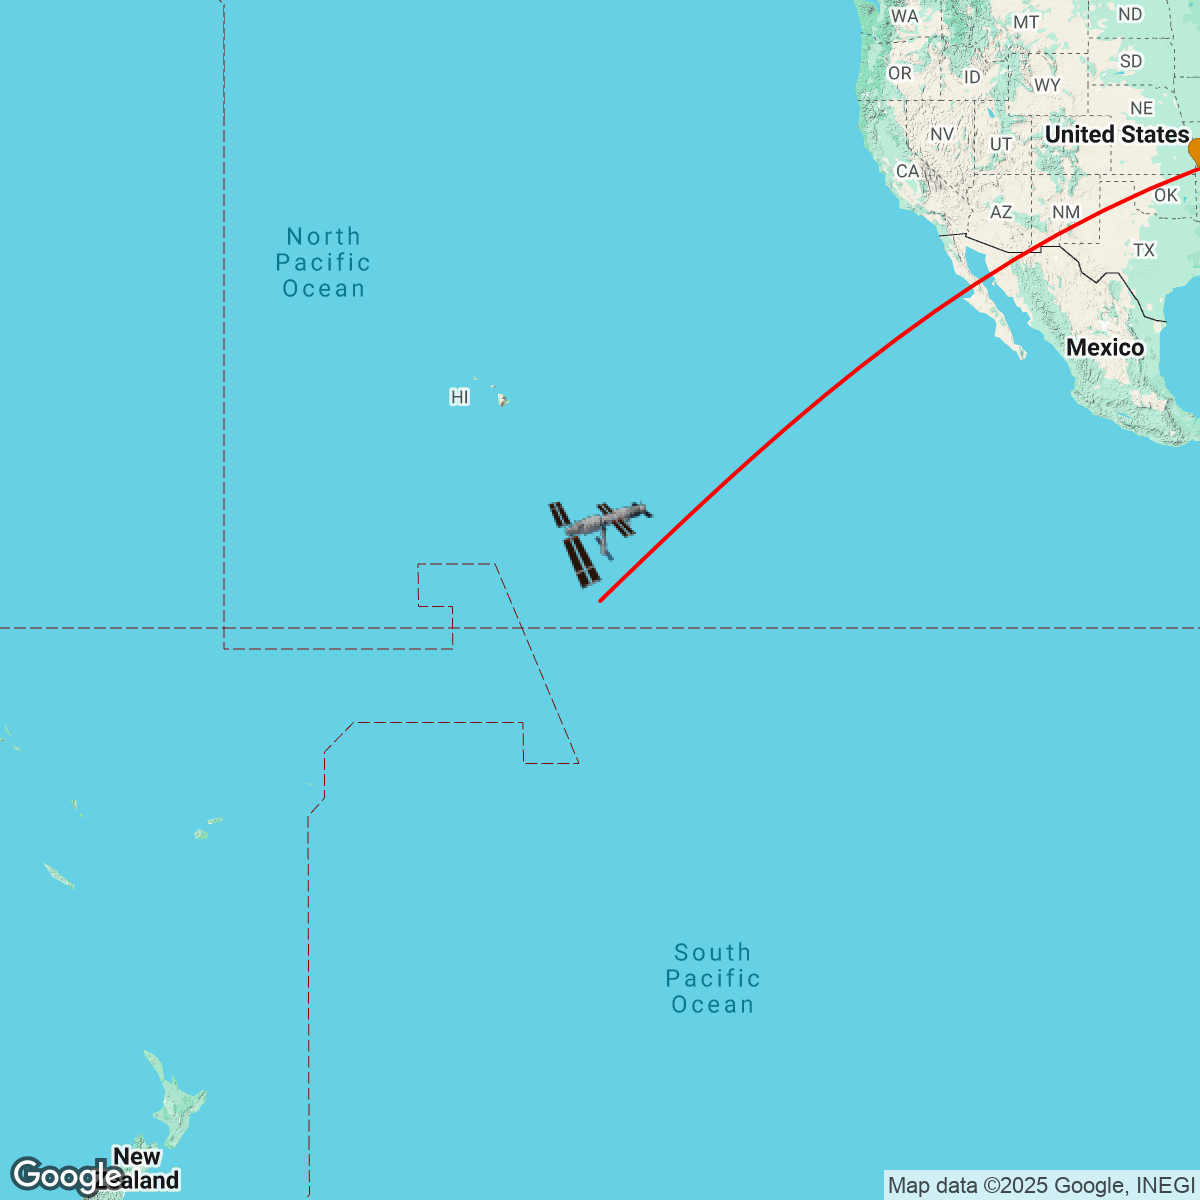 WA
MT
ND
OR
ID
SD
WY
NE
NV
UT
United States
CA
OK
AZ
NM
TX
North
Pacific
Ocean
Mexico
HI
South
Pacific
Ocean
New
Zealand
Google
Map data ©2025 Google, INEGI